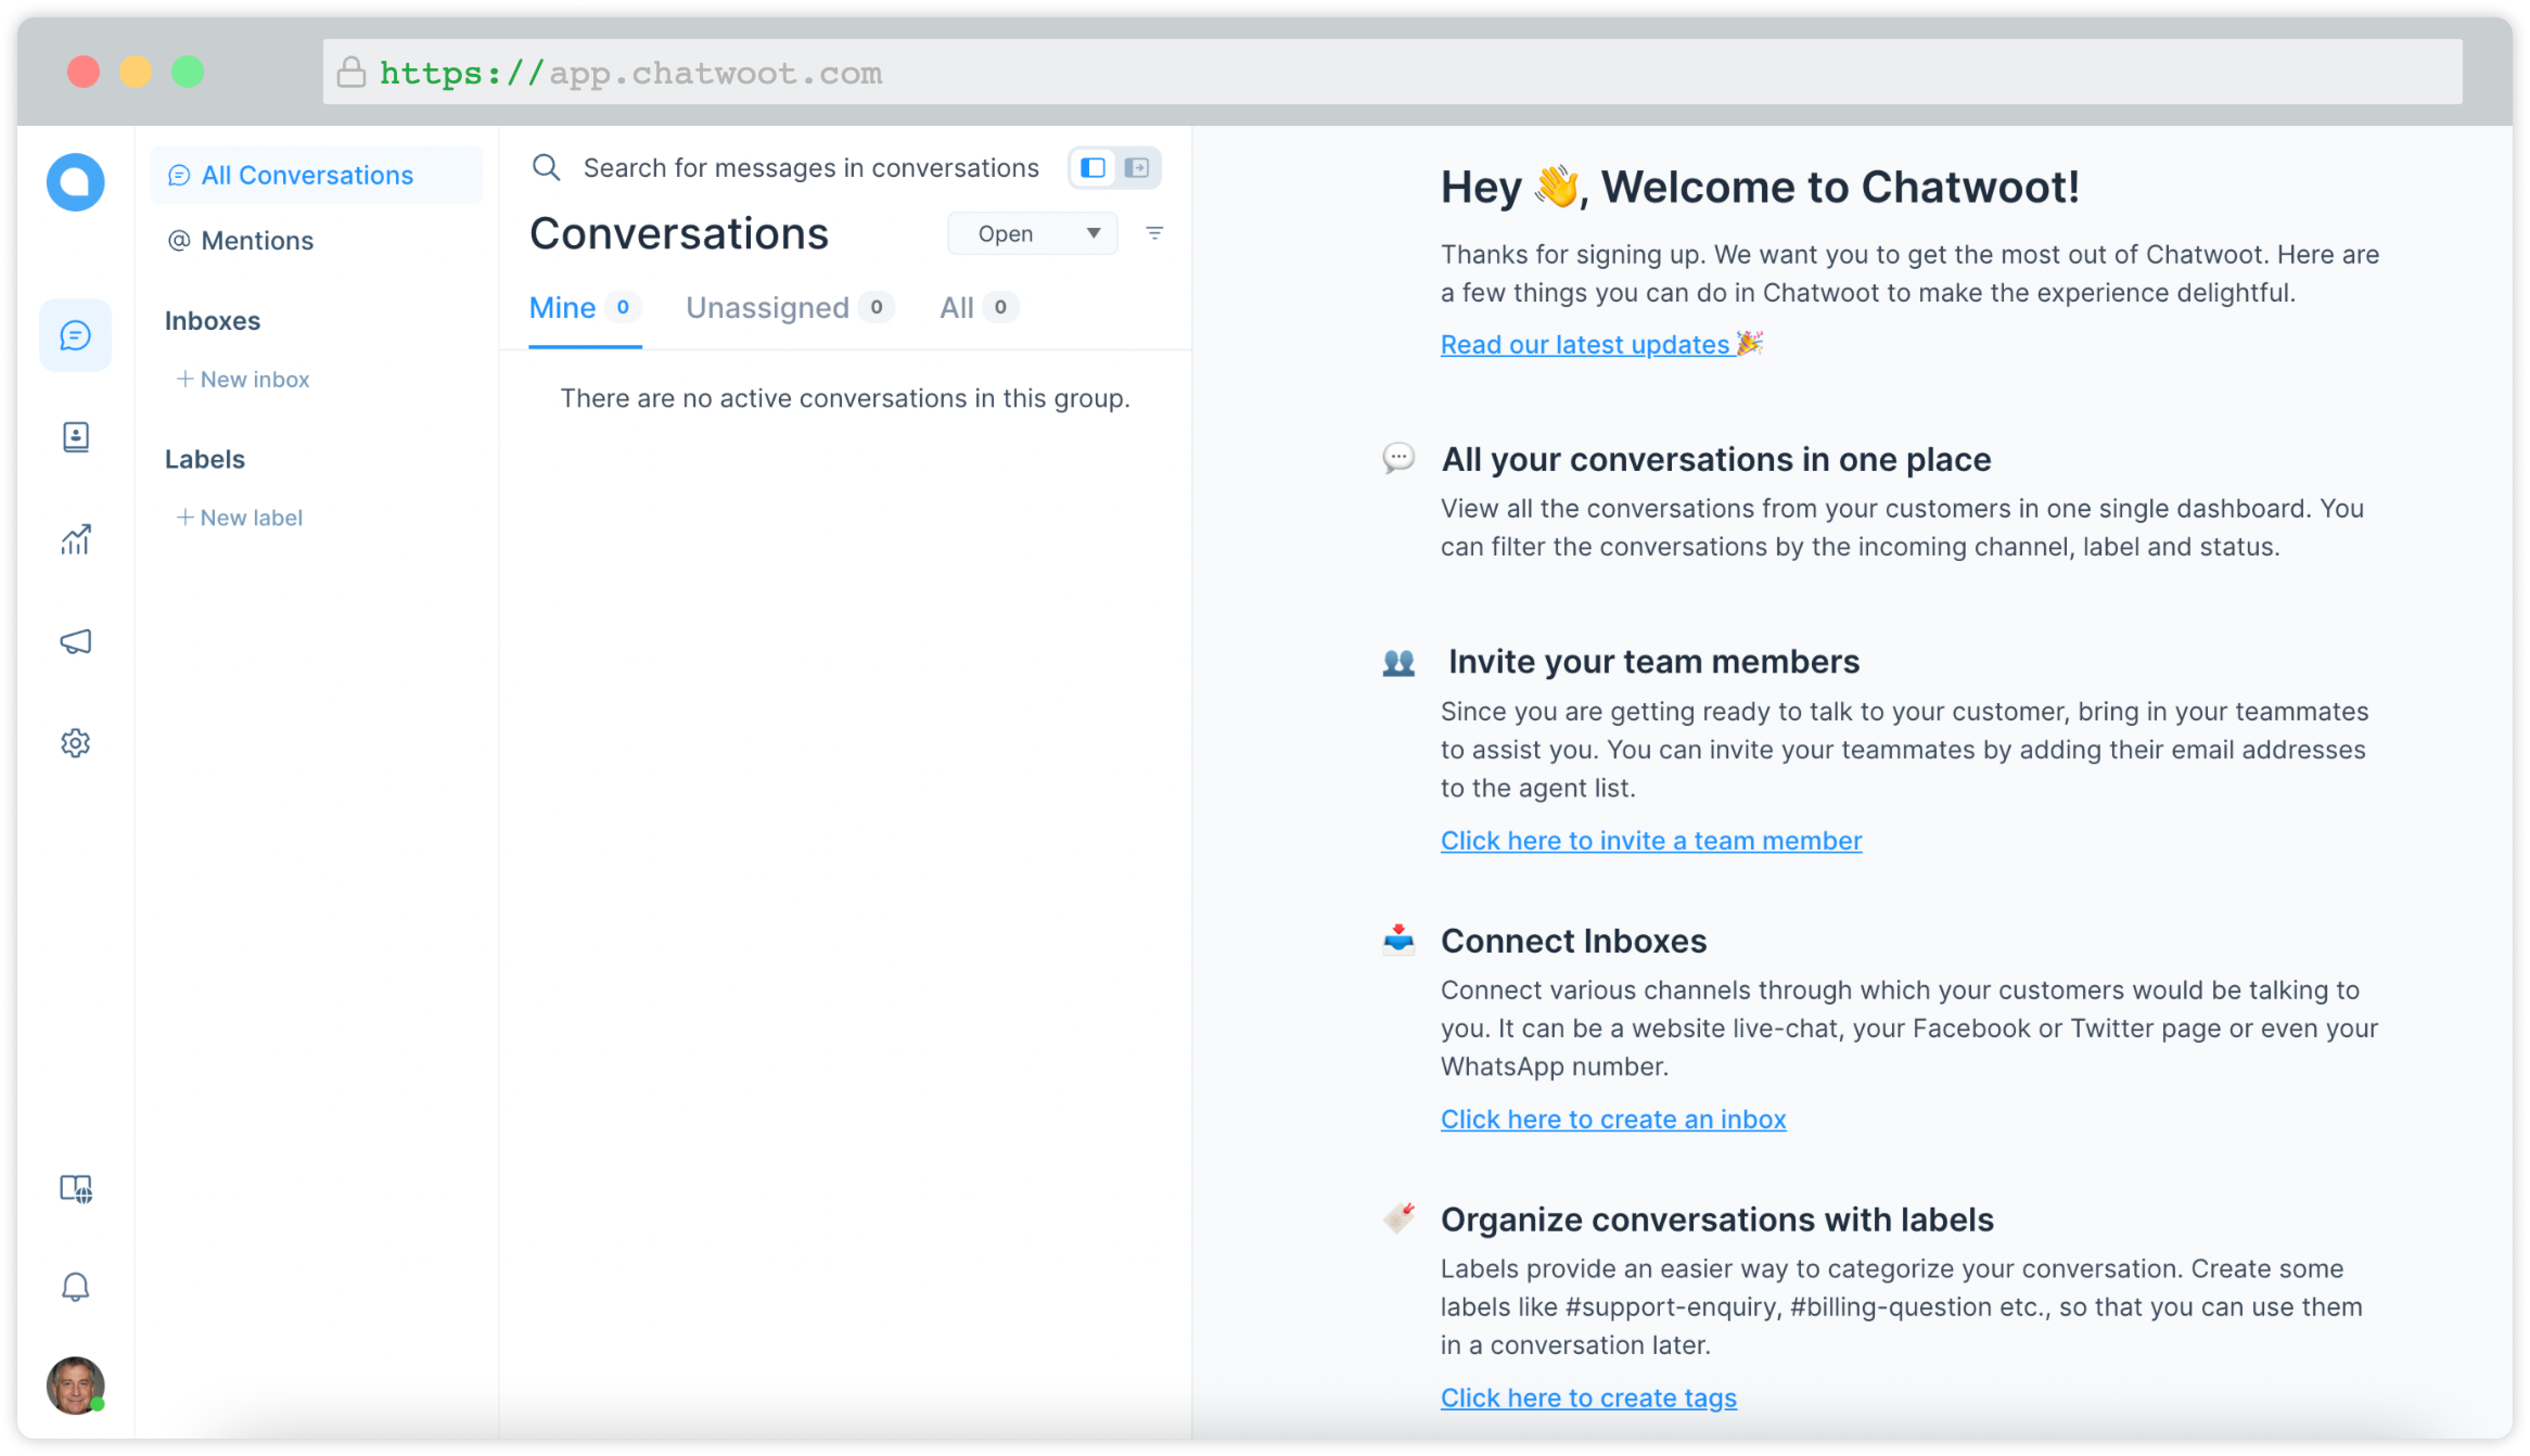 https://app.chatwoot.com
All Conversations
@ Mentions
Inboxes
+ New inbox
Labels
+ New label
Search for messages in conversations
Conversations
Open
Mine 0 Unassigned 0 All 0
There are no active conversations in this group.
Hey 👋, Welcome to Chatwoot!
Thanks for signing up. We want you to get the most out of Chatwoot. Here are
a few things you can do in Chatwoot to make the experience delightful.
Read our latest updates 🎉
All your conversations in one place
View all the conversations from your customers in one single dashboard. You
can filter the conversations by the incoming channel, label and status.
Invite your team members
Since you are getting ready to talk to your customer, bring in your teammates
to assist you. You can invite your teammates by adding their email addresses
to the agent list.
Click here to invite a team member
Connect Inboxes
Connect various channels through which your customers would be talking to
you. It can be a website live-chat, your Facebook or Twitter page or even your
WhatsApp number.
Click here to create an inbox
Organize conversations with labels
Labels provide an easier way to categorize your conversation. Create some
labels like #support-enquiry, #billing-question etc., so that you can use them
in a conversation later.
Click here to create tags